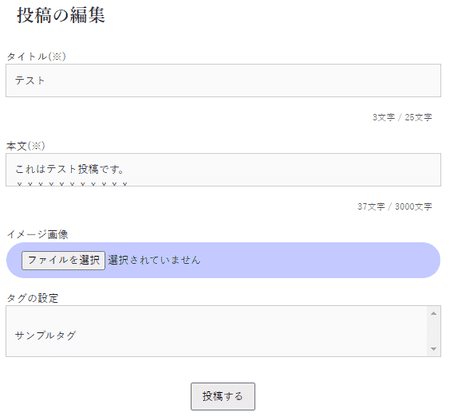 投稿の編集
タイトル(※)
テスト
3文字 / 25文字
本文(※)
これはテスト投稿です。
37文字 / 3000文字
イメージ画像
ファイルを選択 選択されていません
タグの設定
サンプルタグ
投稿する